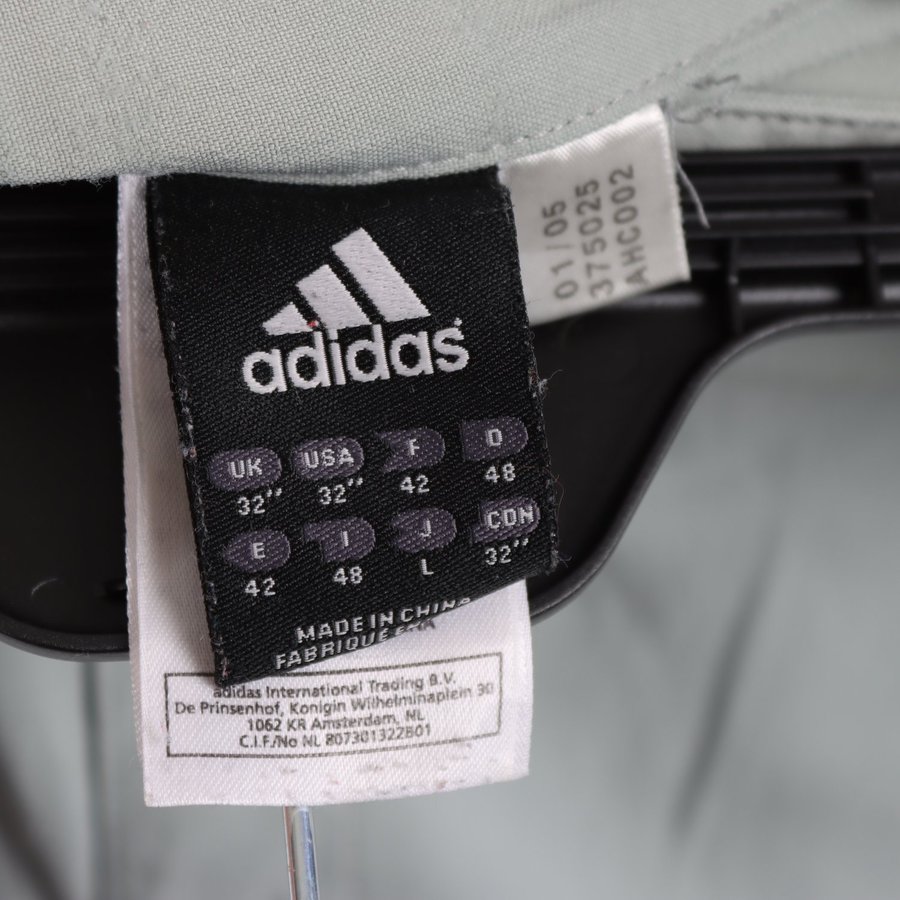 adidas
UK USA F D
32" 32" 42 48
E I J CDN
42 48 L 32"
MADE IN CHINA
FABRIQUÉ
adidas International Trading B.V.
De Prinsenhof, Konigin Wilhelminaplein 30
1062 KR Amsterdam, NL
C.I.F./No NL 807301322B01
01/05
375025
AHC002